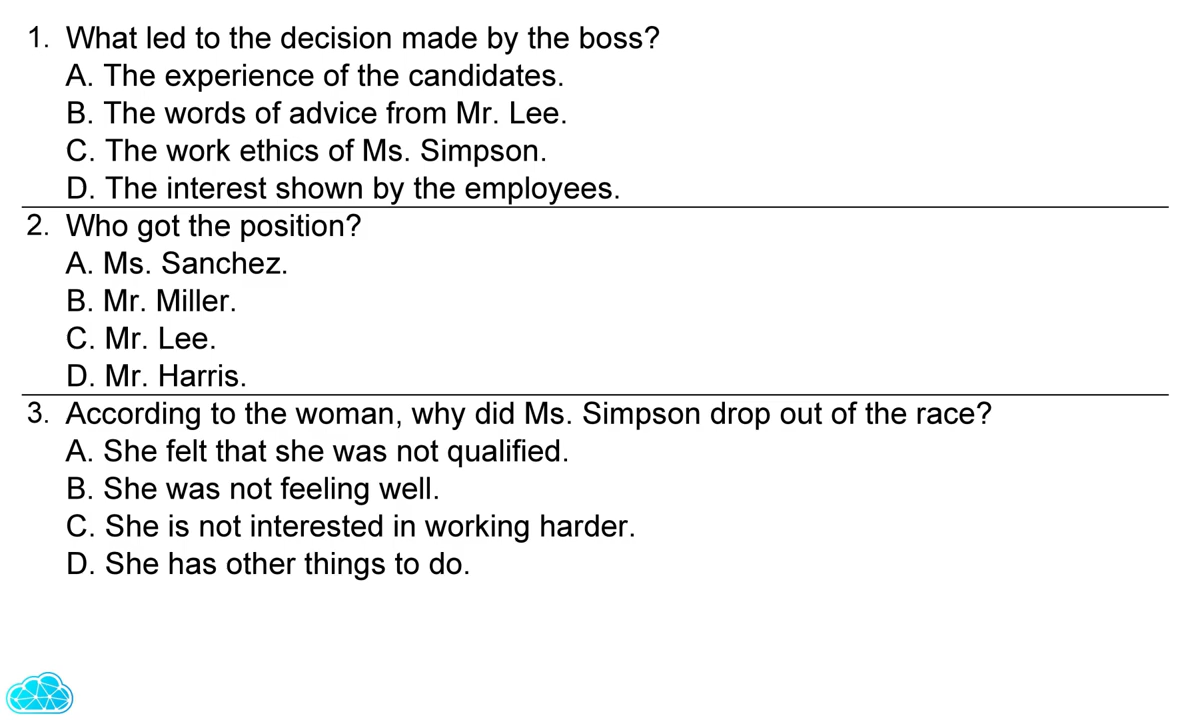 1. What led to the decision made by the boss?
A. The experience of the candidates.
B. The words of advice from Mr. Lee.
C. The work ethics of Ms. Simpson.
D. The interest shown by the employees.
2. Who got the position?
A. Ms. Sanchez.
B. Mr. Miller.
C. Mr. Lee.
D. Mr. Harris.
3. According to the woman, why did Ms. Simpson drop out of the race?
A. She felt that she was not qualified.
B. She was not feeling well.
C. She is not interested in working harder.
D. She has other things to do.